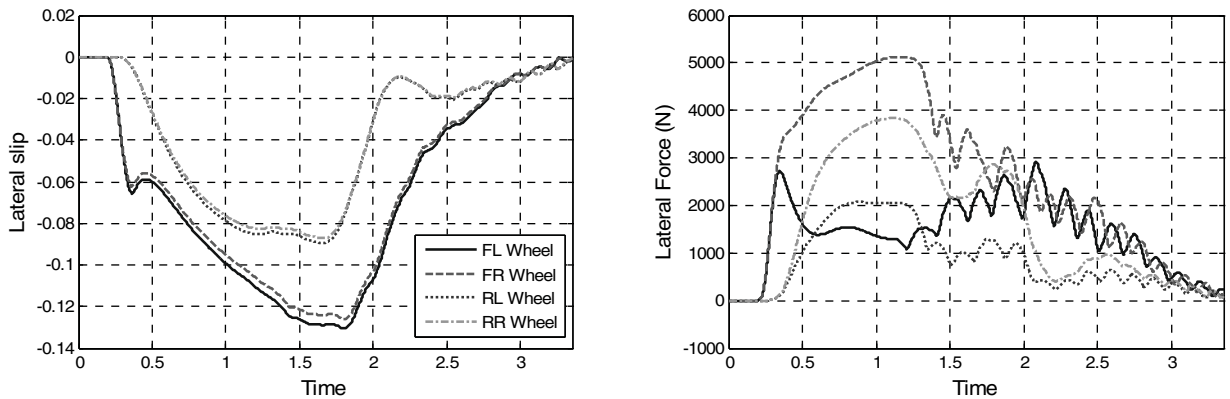 0.02
0
-0.02
-0.04
-0.06
-0.08
-0.1
-0.12
-0.14
Lateral slip
0 0.5 1 1.5 2 2.5 3
Time
FL Wheel
FR Wheel
RL Wheel
RR Wheel
6000
5000
4000
3000
2000
1000
0
-1000
Lateral Force (N)
0 0.5 1 1.5 2 2.5 3
Time